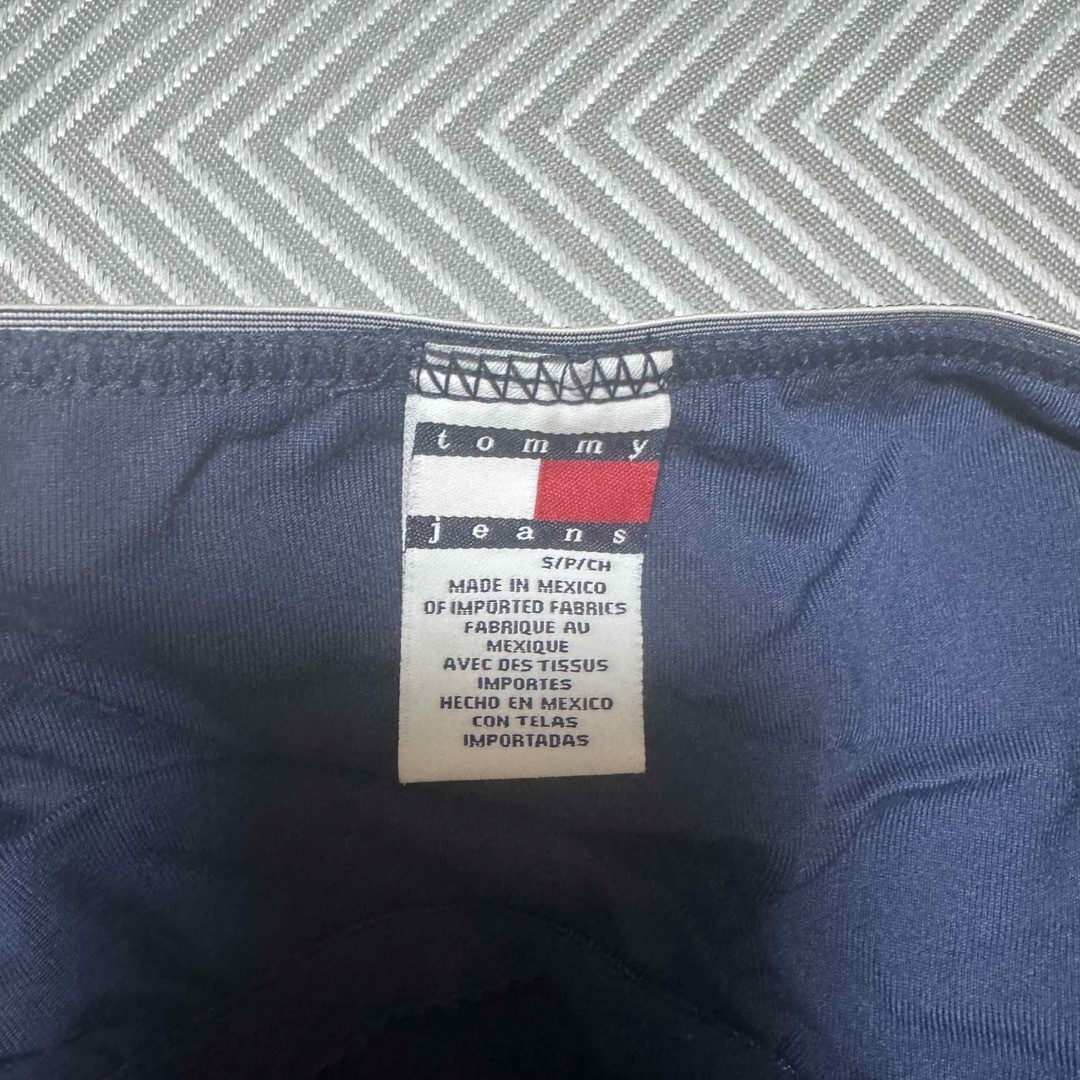 tommy
jeans
S/P/CH
MADE IN MEXICO
OF IMPORTED FABRICS
FABRIQUE AU
MEXIQUE
AVEC DES TISSUS
IMPORTES
HECHO EN MEXICO
CON TELAS
IMPORTADAS